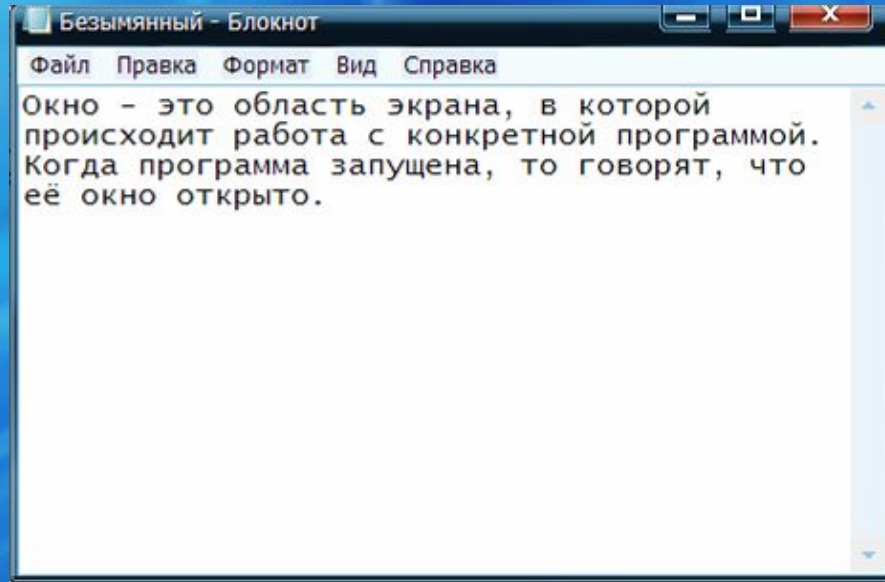 Безымянный - Блокнот
Файл Правка Формат Вид Справка
Окно - это область экрана, в которой
происходит работа с конкретной программой.
Когда программа запущена, то говорят, что
её окно открыто.